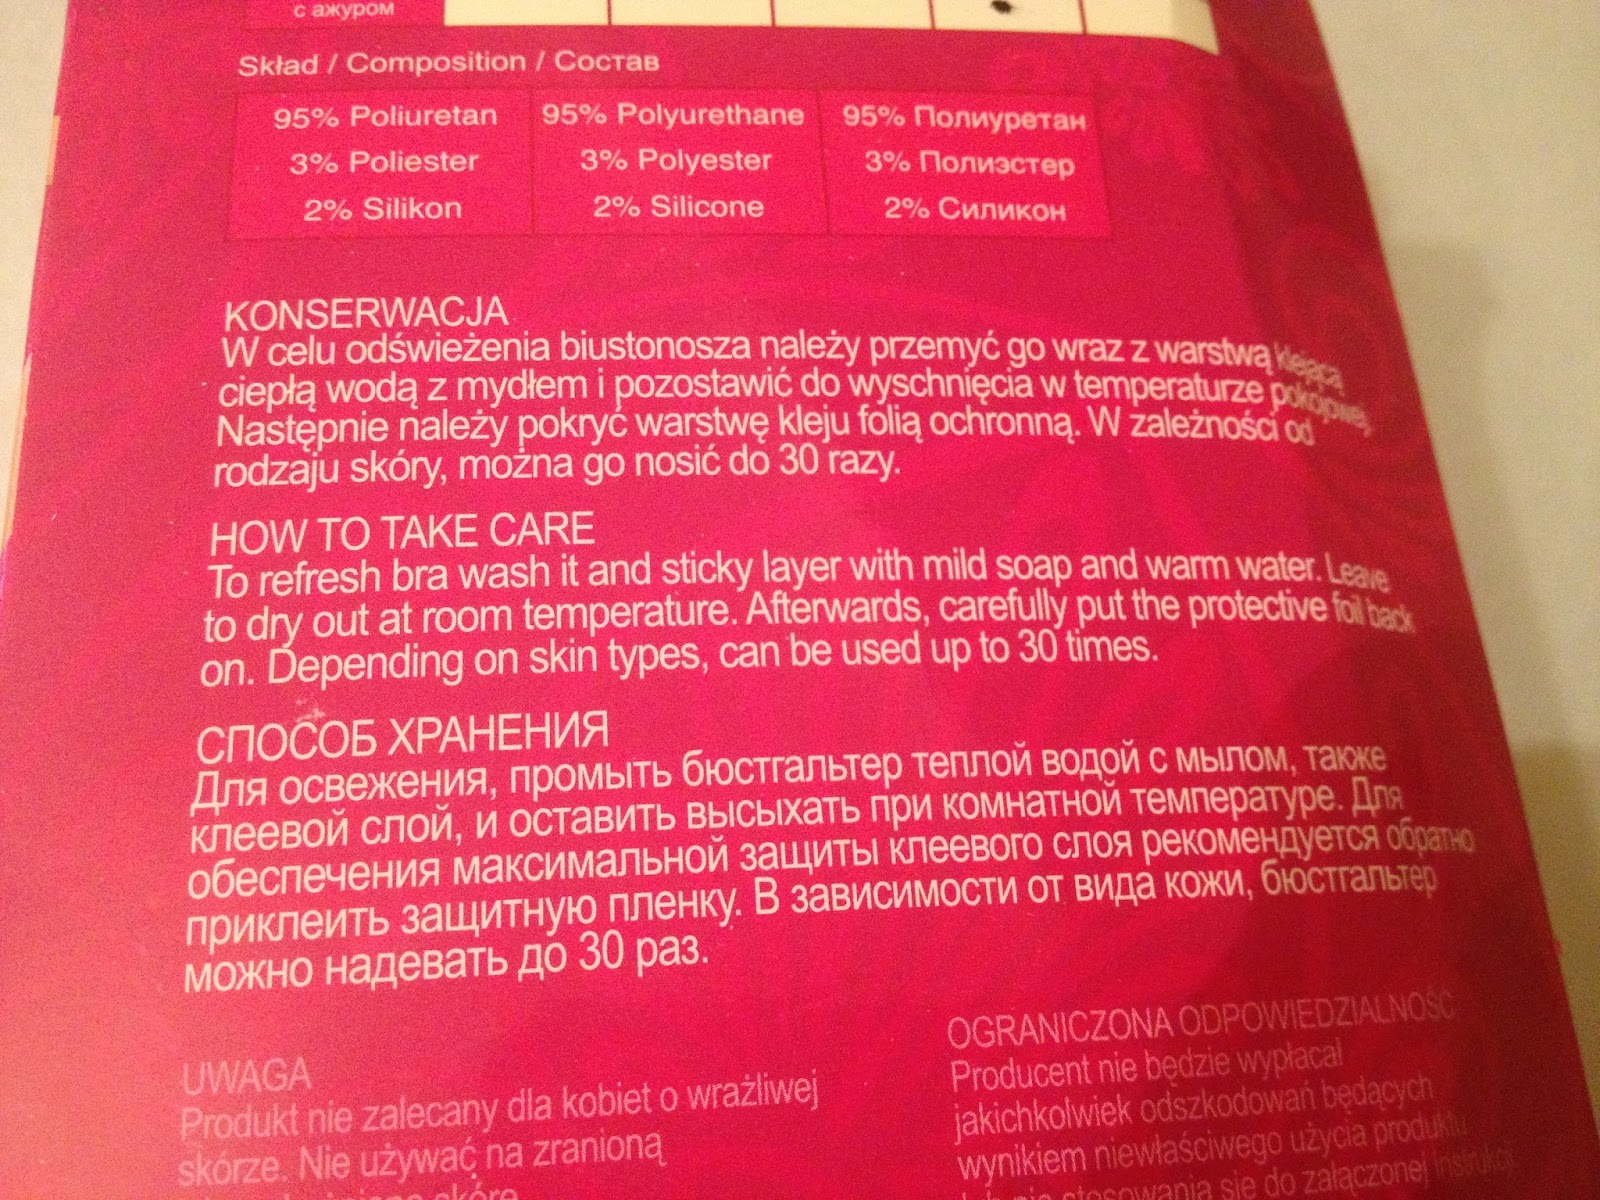 с ажуром
Skład / Composition / Состав
95% Poliuretan 95% Polyurethane 95% Полиуретан
3% Poliester 3% Polyester 3% Полиэстер
2% Silikon 2% Silicone 2% Силикон
KONSERWACJA
W celu odświeżenia biustonosza należy przemyć go wraz z warstwą klejącą
ciepłą wodą z mydłem i pozostawić do wyschnięcia w temperaturze pokojowej.
Następnie należy pokryć warstwę kleju folią ochronną. W zależności od
rodzaju skóry, można go nosić do 30 razy.
HOW TO TAKE CARE
To refresh bra wash it and sticky layer with mild soap and warm water. Leave
to dry out at room temperature. Afterwards, carefully put the protective foil back
on. Depending on skin types, can be used up to 30 times.
СПОСОБ ХРАНЕНИЯ
Для освежения, промыть бюстгальтер теплой водой с мылом, также
клеевой слой, и оставить высыхать при комнатной температуре. Для
обеспечения максимальной защиты клеевого слоя рекомендуется обратно
приклеить защитную пленку. В зависимости от вида кожи, бюстгальтер
можно надевать до 30 раз.
UWAGA
Produkt nie zalecany dla kobiet o wrażliwej
skórze. Nie używać na zranioną
skórę
OGRANICZONA ODPOWIEDZIALNOŚĆ
Producent nie będzie wypłacał
jakichkolwiek odszkodowań będących
wynikiem niewłaściwego użycia produktu
lub nie stosowania się do załączonej instrukcji